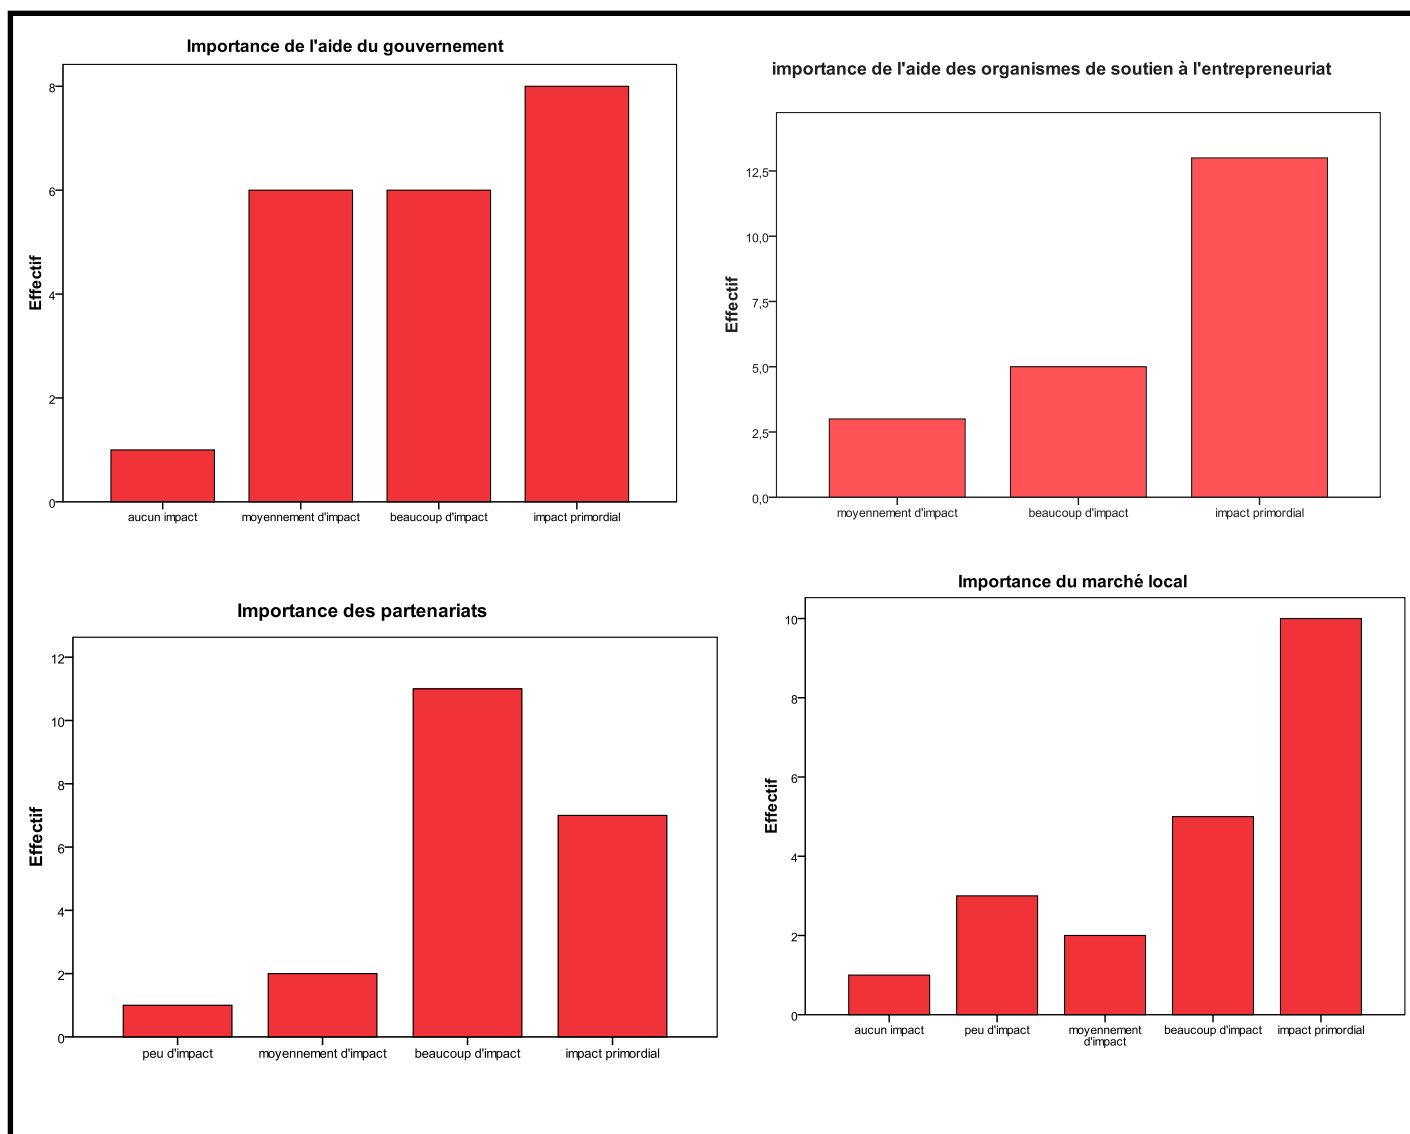 Importance de l'aide du gouvernement
Effectif
8
6
4
2
0
aucun impact
moyennement d'impact
beaucoup d'impact
impact primordial
importance de l'aide des organismes de soutien à l'entrepreneuriat
Effectif
12,5
10,0
7,5
5,0
2,5
0,0
moyennement d'impact
beaucoup d'impact
impact primordial
Importance des partenariats
Effectif
12
10
8
6
4
2
0
peu d'impact
moyennement d'impact
beaucoup d'impact
impact primordial
Importance du marché local
Effectif
10
8
6
4
2
0
aucun impact
peu d'impact
moyennement
d'impact
beaucoup d'impact
impact primordial